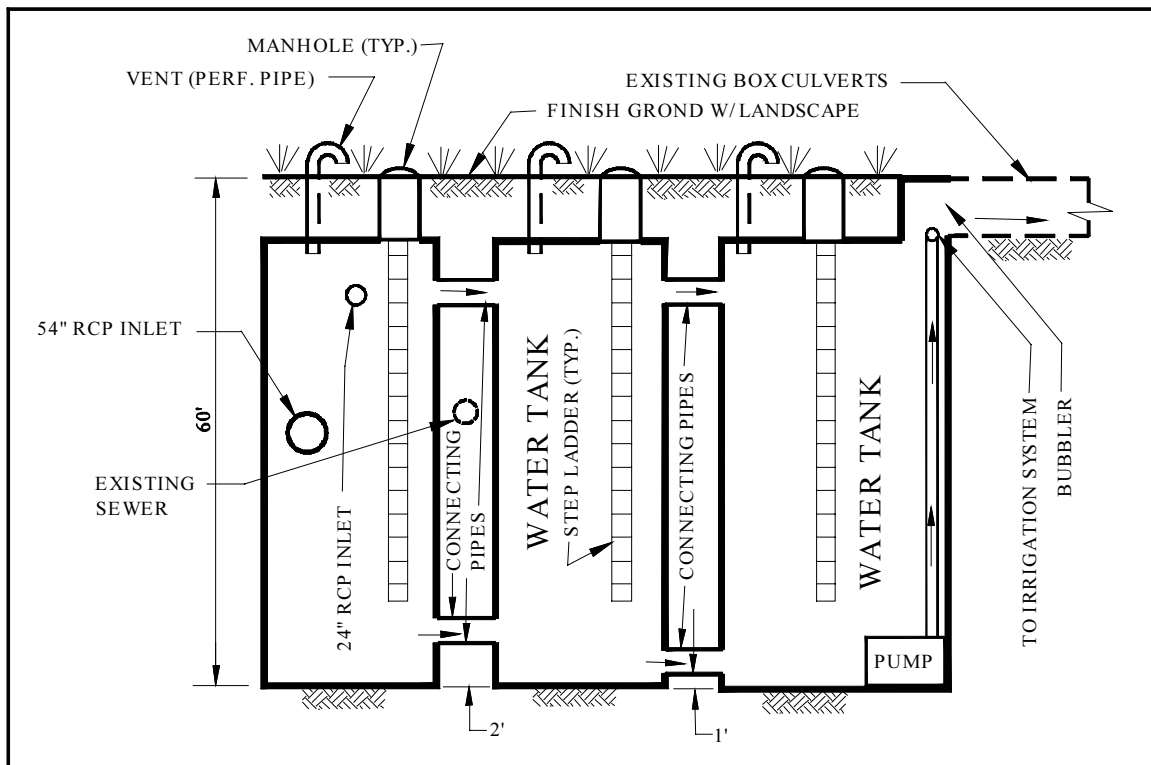 MANHOLE (TYP.)
VENT (PERF. PIPE)
EXISTING BOX CULVERTS
FINISH GROND W/ LANDSCAPE
54" RCP INLET
60'
EXISTING
SEWER
24" RCP INLET
CONNECTING
PIPES
WATER TANK
STEP LADDER (TYP.)
CONNECTING PIPES
WATER TANK
TO IRRIGATION SYSTEM
BUBBLER
PUMP
2'
1'